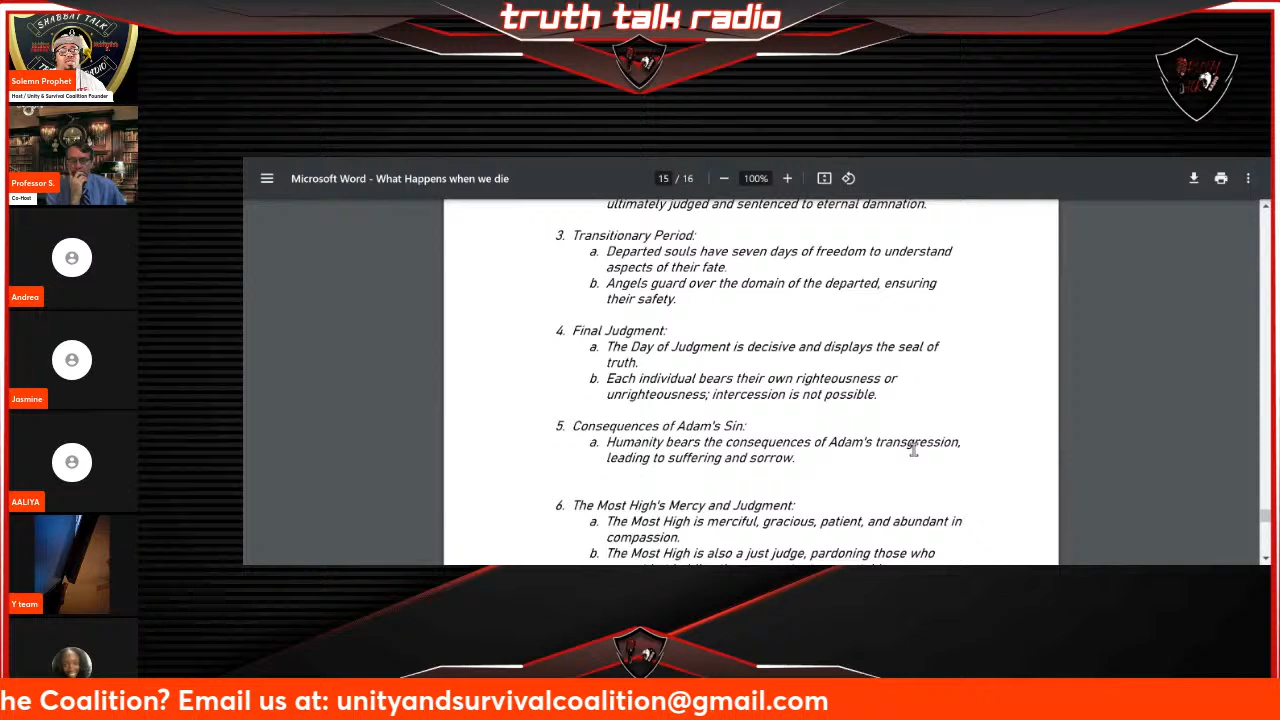 truth talk radio
SHABBAT TALK
Solemn Prophet
Host / Unity & Survival Coalition Founder
Professor S.
Co-Host
Andrea
Jasmine
AALIYA
Y team
Microsoft Word - What Happens when we die
15 / 16
100%
ultimately judged and sentenced to eternal damnation.
3. Transitionary Period:
a. Departed souls have seven days of freedom to understand
aspects of their fate.
b. Angels guard over the domain of the departed, ensuring
their safety.
4. Final Judgment:
a. The Day of Judgment is decisive and displays the seal of
truth.
b. Each individual bears their own righteousness or
unrighteousness; intercession is not possible.
5. Consequences of Adam's Sin:
a. Humanity bears the consequences of Adam's transgression,
leading to suffering and sorrow.
6. The Most High's Mercy and Judgment:
a. The Most High is merciful, gracious, patient, and abundant in
compassion.
b. The Most High is also a just judge, pardoning those who
he Coalition? Email us at: unityandsurvivalcoalition@gmail.com